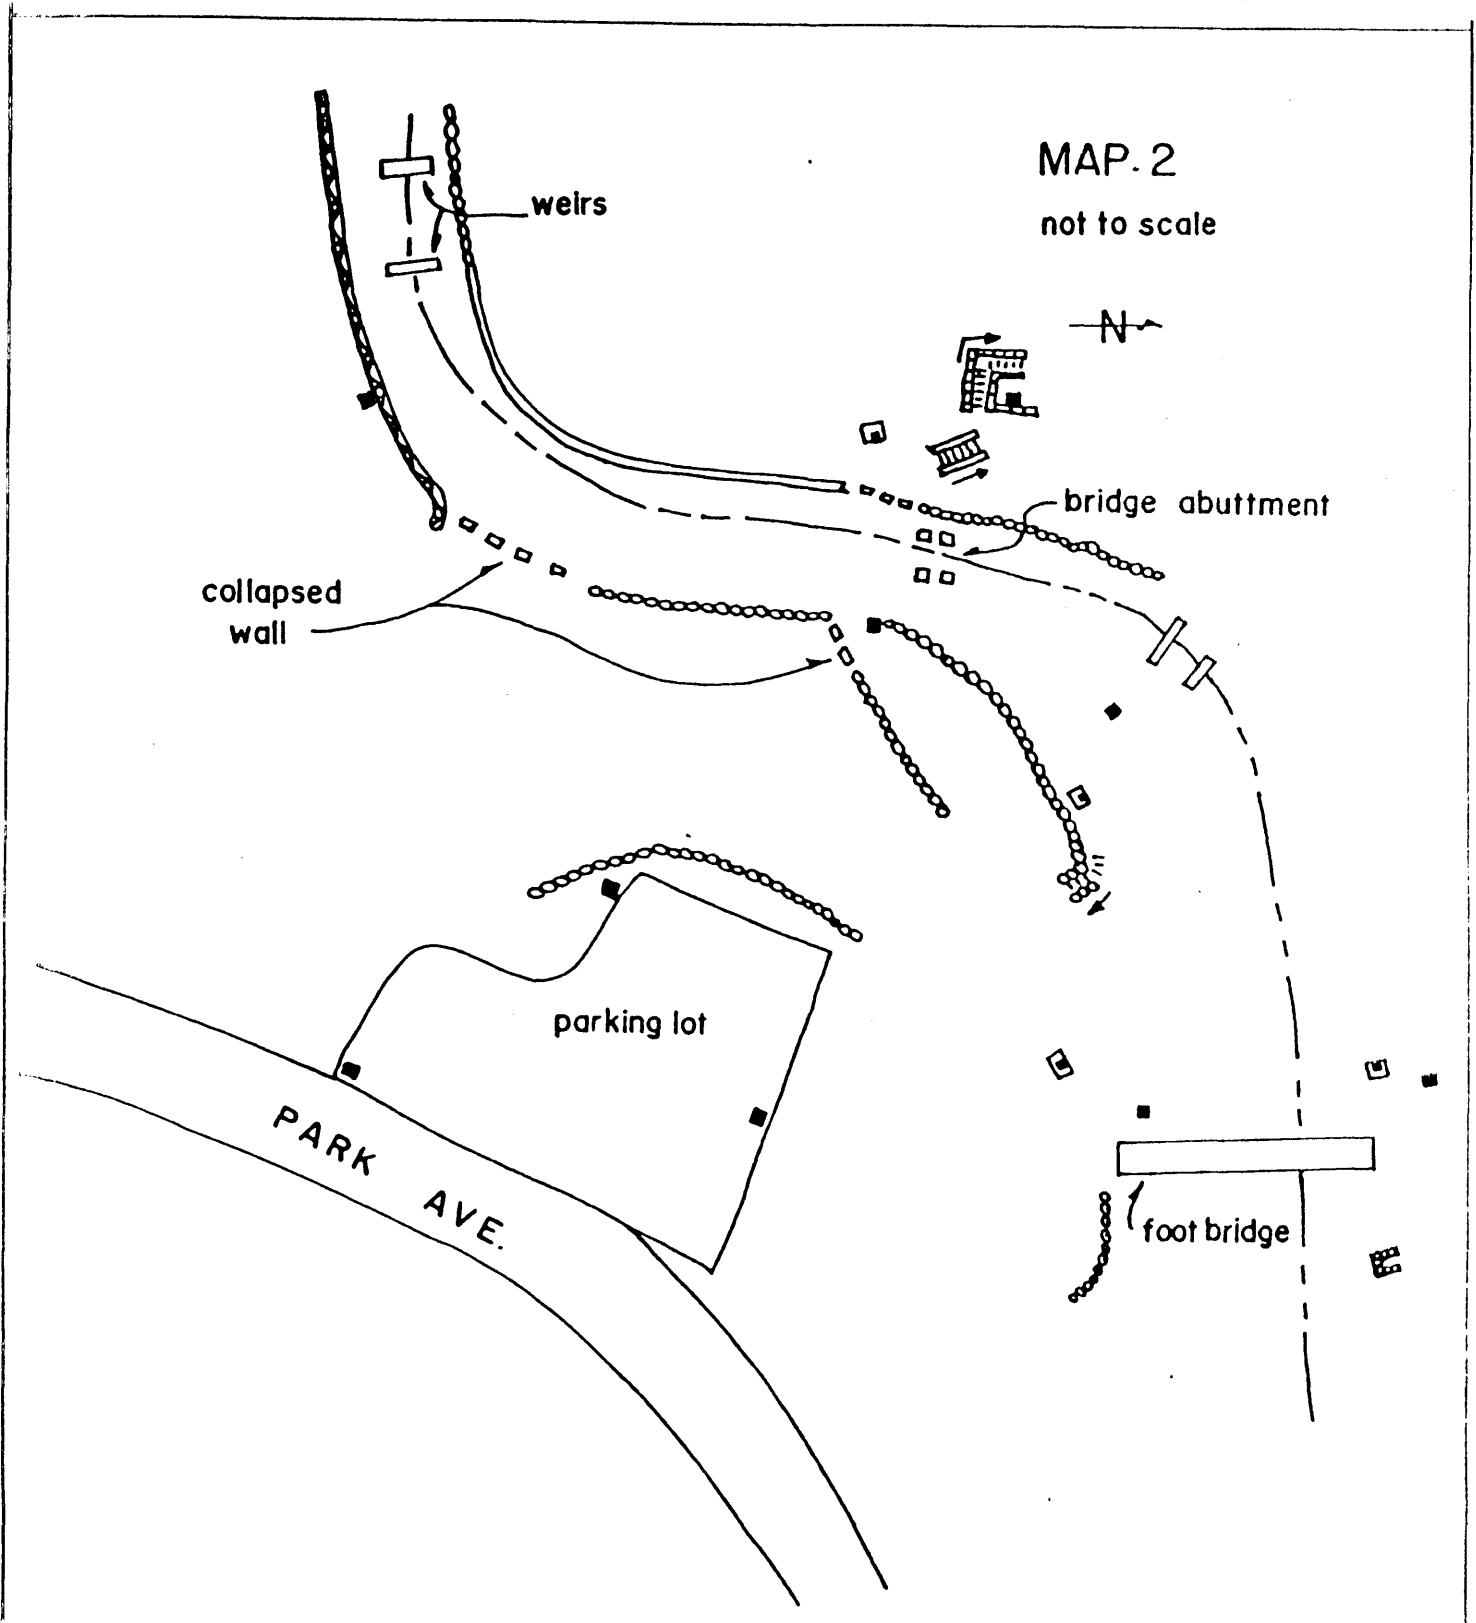 MAP. 2
not to scale
weirs
N
bridge abuttment
collapsed
wall
parking lot
PARK AVE.
foot bridge